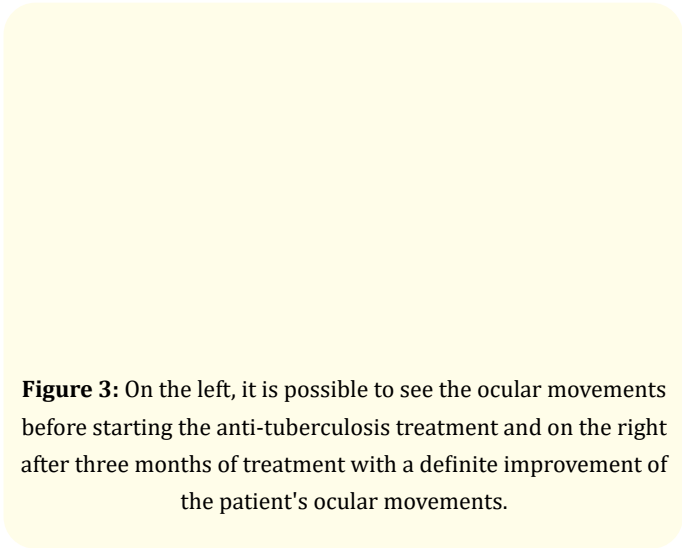 Figure 3: On the left, it is possible to see the ocular movements
before starting the anti-tuberculosis treatment and on the right
after three months of treatment with a definite improvement of
the patient's ocular movements.